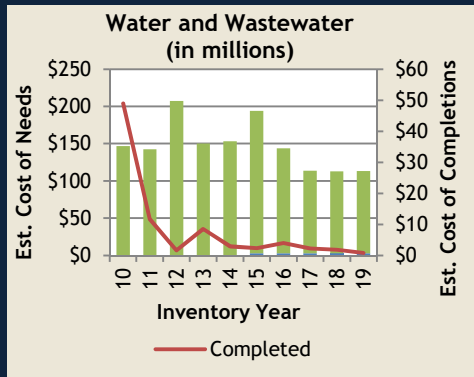 Water and Wastewater
(in millions)
Est. Cost of Needs
$250
$200
$150
$100
$50
$0
$60
$50
$40
$30
$20
$10
$0
Est. Cost of Completions
10 11 12 13 14 15 16 17 18 19
Inventory Year
Completed